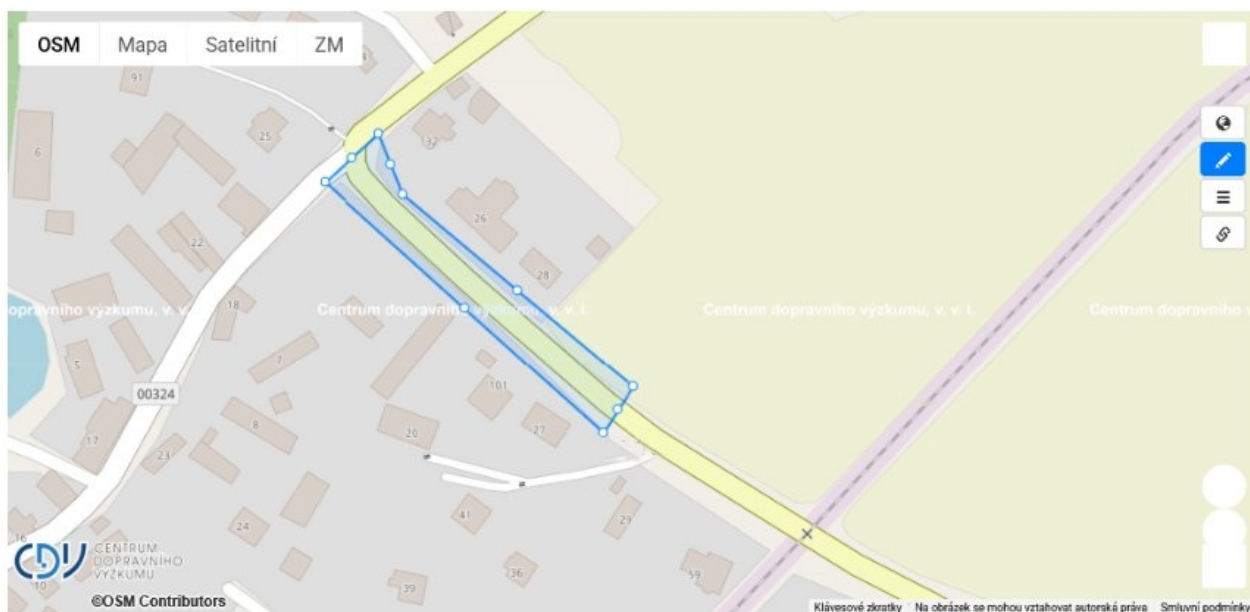 OSM Mapa Satelitní ZM
91
25
6
32
26
22
28
18
dopravního výzkumu, v. v. i.
Centrum dopravního výzkumu, v. v. i.
Centrum dopravního výzkumu, v. v. i.
Centrum dopravního v
7
5
00324
101
20
27
8
17
23
41
29
24
16
36
59
10
39
CDV CENTRUM
DOPRAVNÍHO
VÝZKUMU
©OSM Contributors
Klávesové zkratky Na obrázek se mohou vztahovat autorská práva Smluvní podmínky